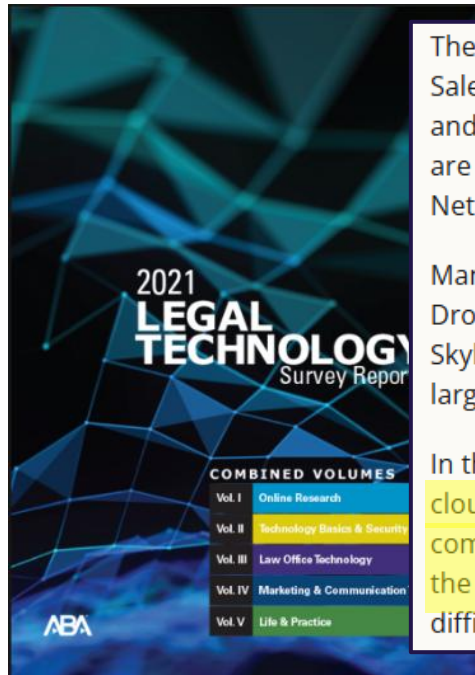 2021
LEGAL
TECHNOLOGY
Survey Repor
COMBINED VOLUMES
Vol. I Online Research
Vol. II Technology Basics & Security
Vol. III Law Office Technology
Vol. IV Marketing & Communication
Vol. V Life & Practice
ABA
The
Sale
and
are
Net
Mar
Dro
Sky
larg
In th
clou
com
the
diffi